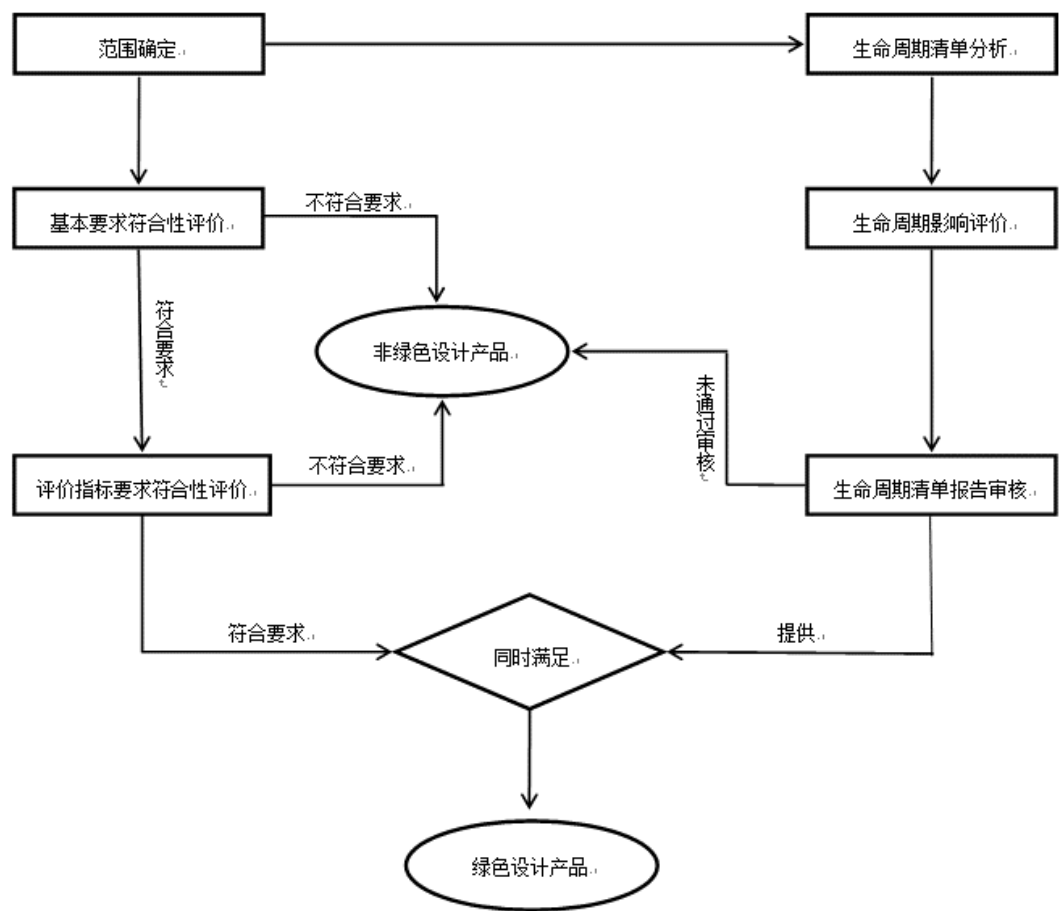 范围确定
生命周期清单分析
基本要求符合性评价
不符合要求
生命周期影响评价
符合要求
非绿色设计产品
未通过审核
评价指标要求符合性评价
不符合要求
生命周期清单报告审核
符合要求
同时满足
提供
绿色设计产品